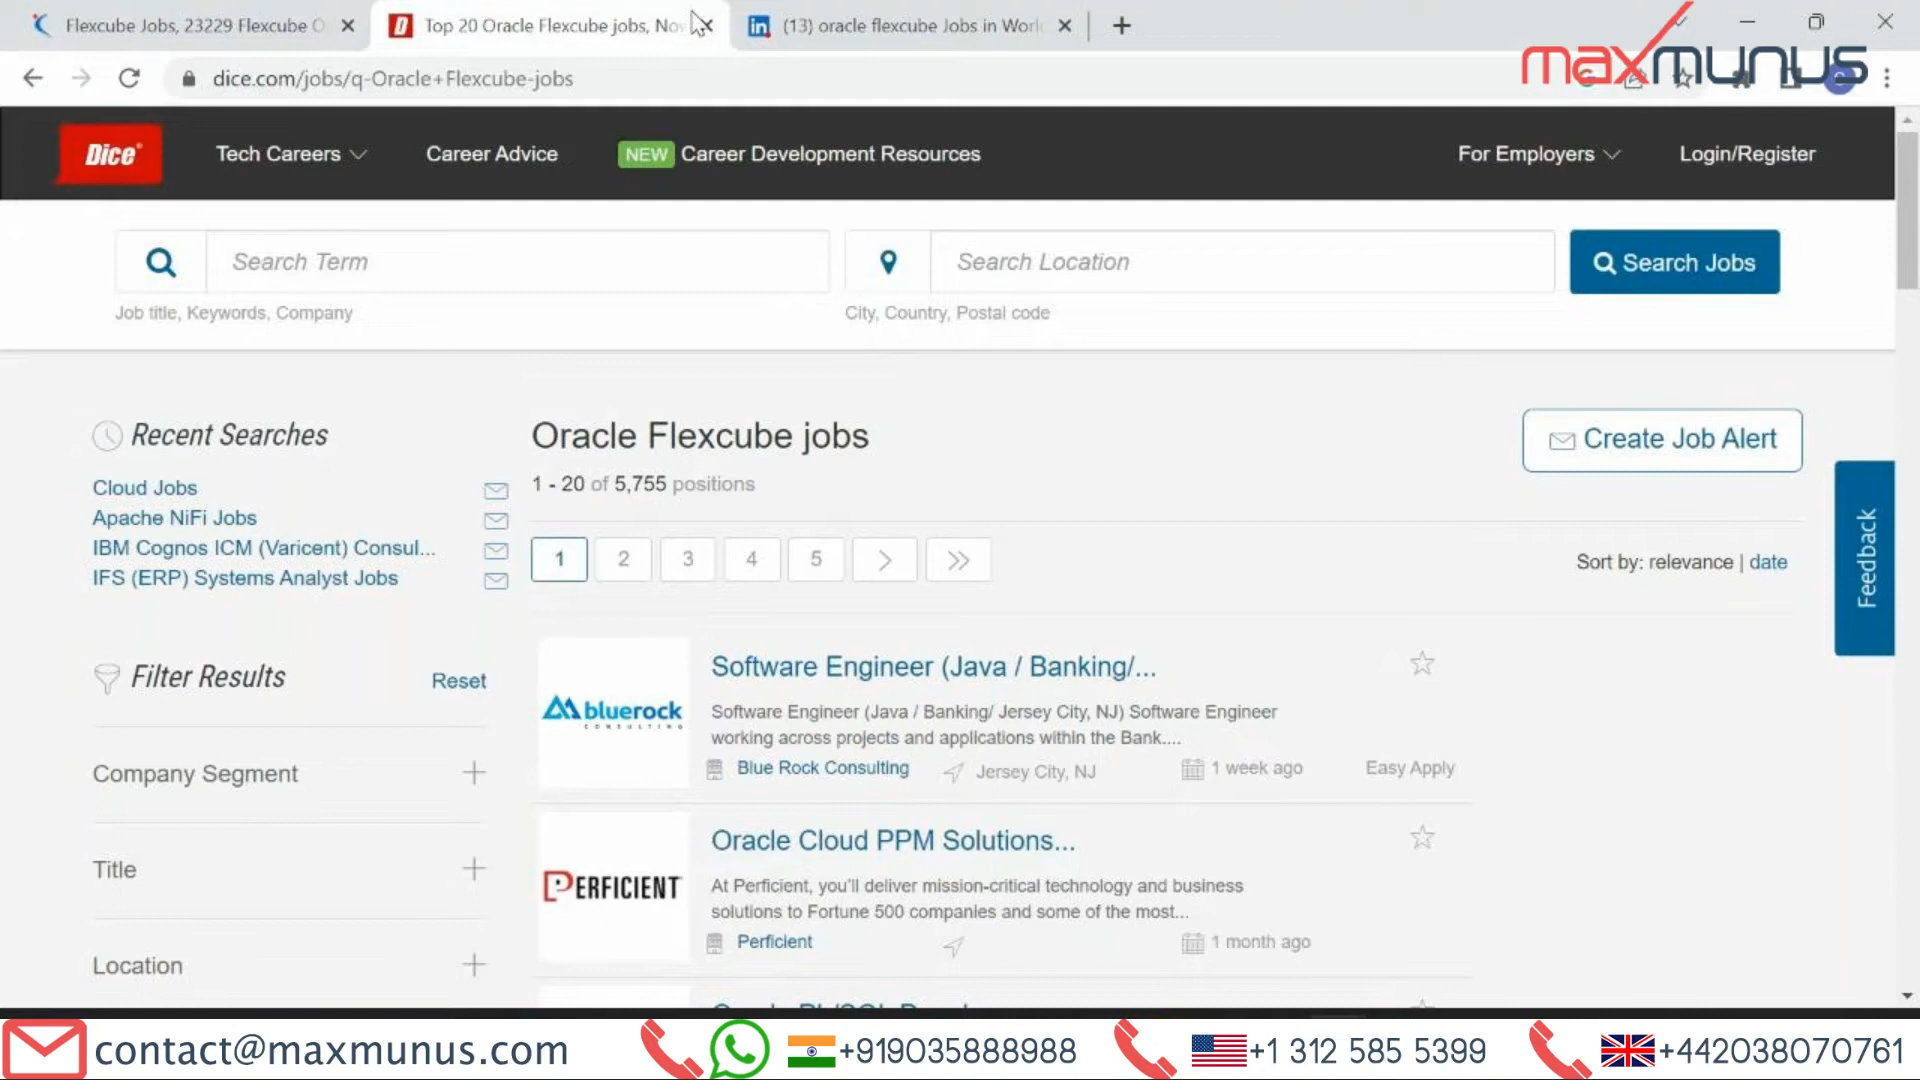 Flexcube Jobs, 23229 Flexcube O
Top 20 Oracle Flexcube jobs, Nov
(13) oracle flexcube Jobs in Worl
maxmunus
dice.com/jobs/q-Oracle+Flexcube-jobs
Dice
Tech Careers
Career Advice
NEW Career Development Resources
For Employers
Login/Register
Search Term
Search Location
Search Jobs
Job title, Keywords, Company
City, Country, Postal code
Recent Searches
Cloud Jobs
Apache NiFi Jobs
IBM Cognos ICM (Varicent) Consul...
IFS (ERP) Systems Analyst Jobs
Oracle Flexcube jobs
1 - 20 of 5,755 positions
Create Job Alert
1 2 3 4 5
Sort by: relevance | date
Feedback
Filter Results
Reset
Company Segment
Title
Location
bluerock
CONSULTING
Software Engineer (Java / Banking/...
Software Engineer (Java / Banking/ Jersey City, NJ) Software Engineer
working across projects and applications within the Bank....
Blue Rock Consulting
Jersey City, NJ
1 week ago
Easy Apply
PERFICIENT
Oracle Cloud PPM Solutions...
At Perficient, you'll deliver mission-critical technology and business
solutions to Fortune 500 companies and some of the most...
Perficient
1 month ago
contact@maxmunus.com
+919035888988
+1 312 585 5399
+442038070761